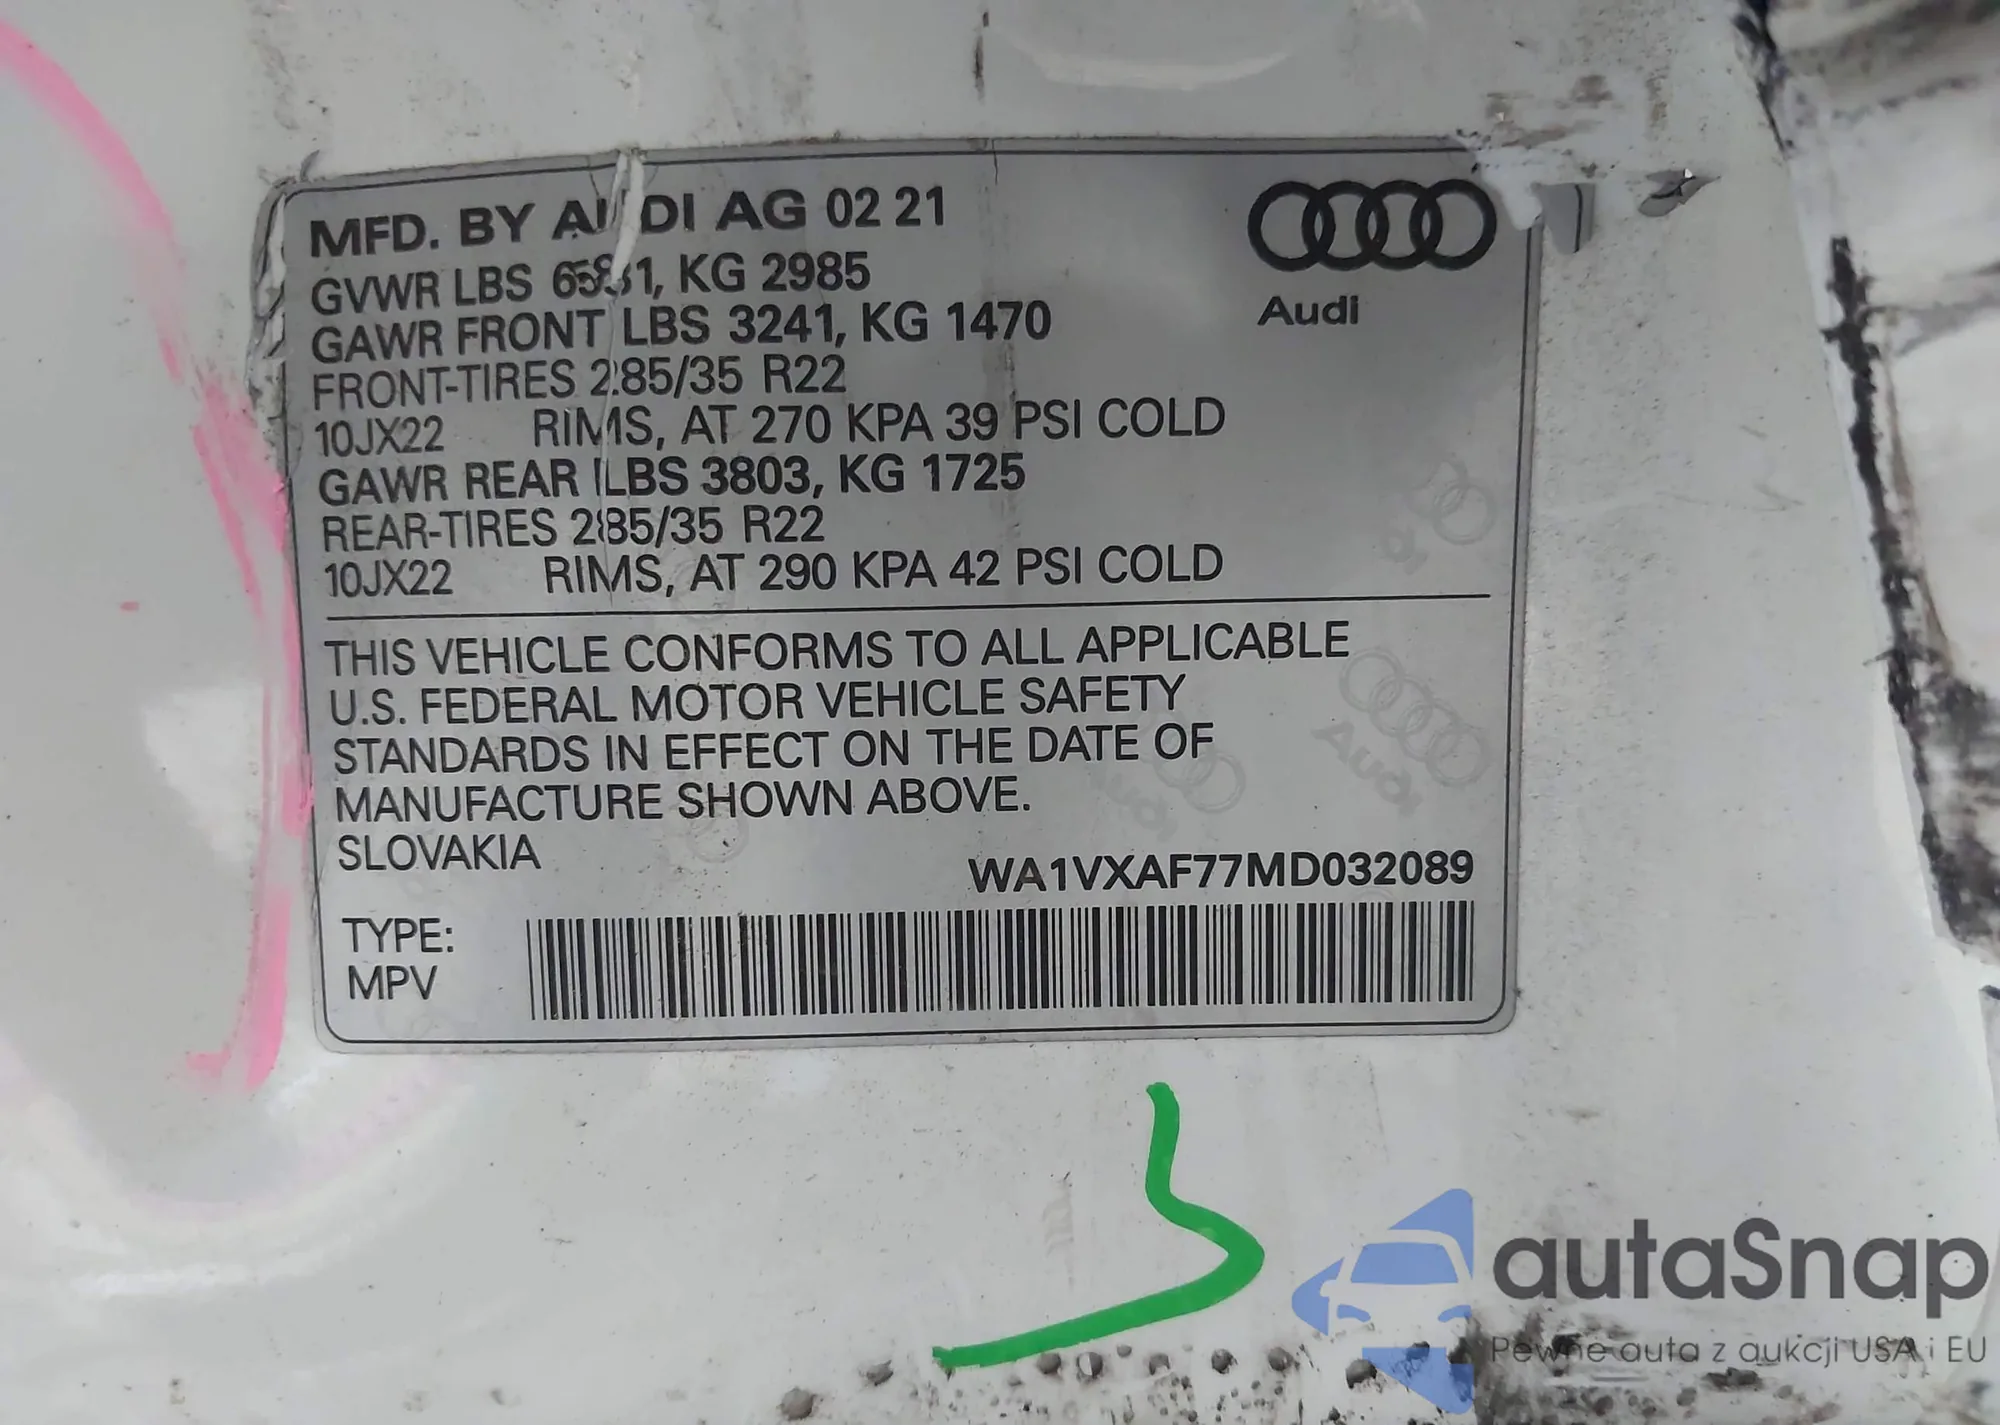 MFD. BY AUDI AG 02 21
GVWR LBS 6581, KG 2985
GAWR FRONT LBS 3241, KG 1470
FRONT-TIRES 285/35 R22
10JX22 RIMS, AT 270 KPA 39 PSI COLD
GAWR REAR LBS 3803, KG 1725
REAR-TIRES 285/35 R22
10JX22 RIMS, AT 290 KPA 42 PSI COLD
Audi
THIS VEHICLE CONFORMS TO ALL APPLICABLE
U.S. FEDERAL MOTOR VEHICLE SAFETY
STANDARDS IN EFFECT ON THE DATE OF
MANUFACTURE SHOWN ABOVE.
SLOVAKIA
WA1VXAF77MD032089
TYPE:
MPV
Audi
Audi
autaSnap
Pewne auta z aukcji USA i EU